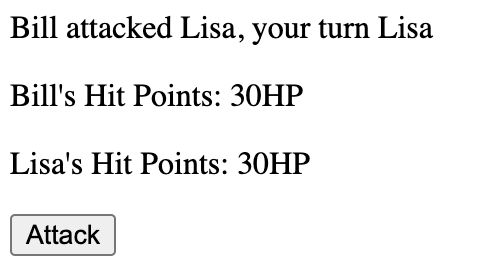 Bill attacked Lisa, your turn Lisa
Bill's Hit Points: 30HP
Lisa's Hit Points: 30HP
Attack